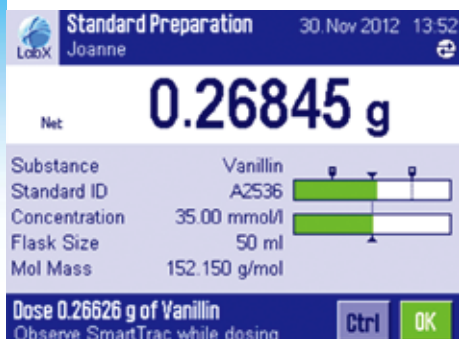 Standard Preparation 30. Nov 2012 13:52
LabX Joanne
Net 0.26845 g
Substance Vanillin
Standard ID A2536
Concentration 35.00 mmol/l
Flask Size 50 ml
Mol Mass 152.150 g/mol
Dose 0.26626 g of Vanillin
Observe SmartTrac while dosing
Ctrl OK